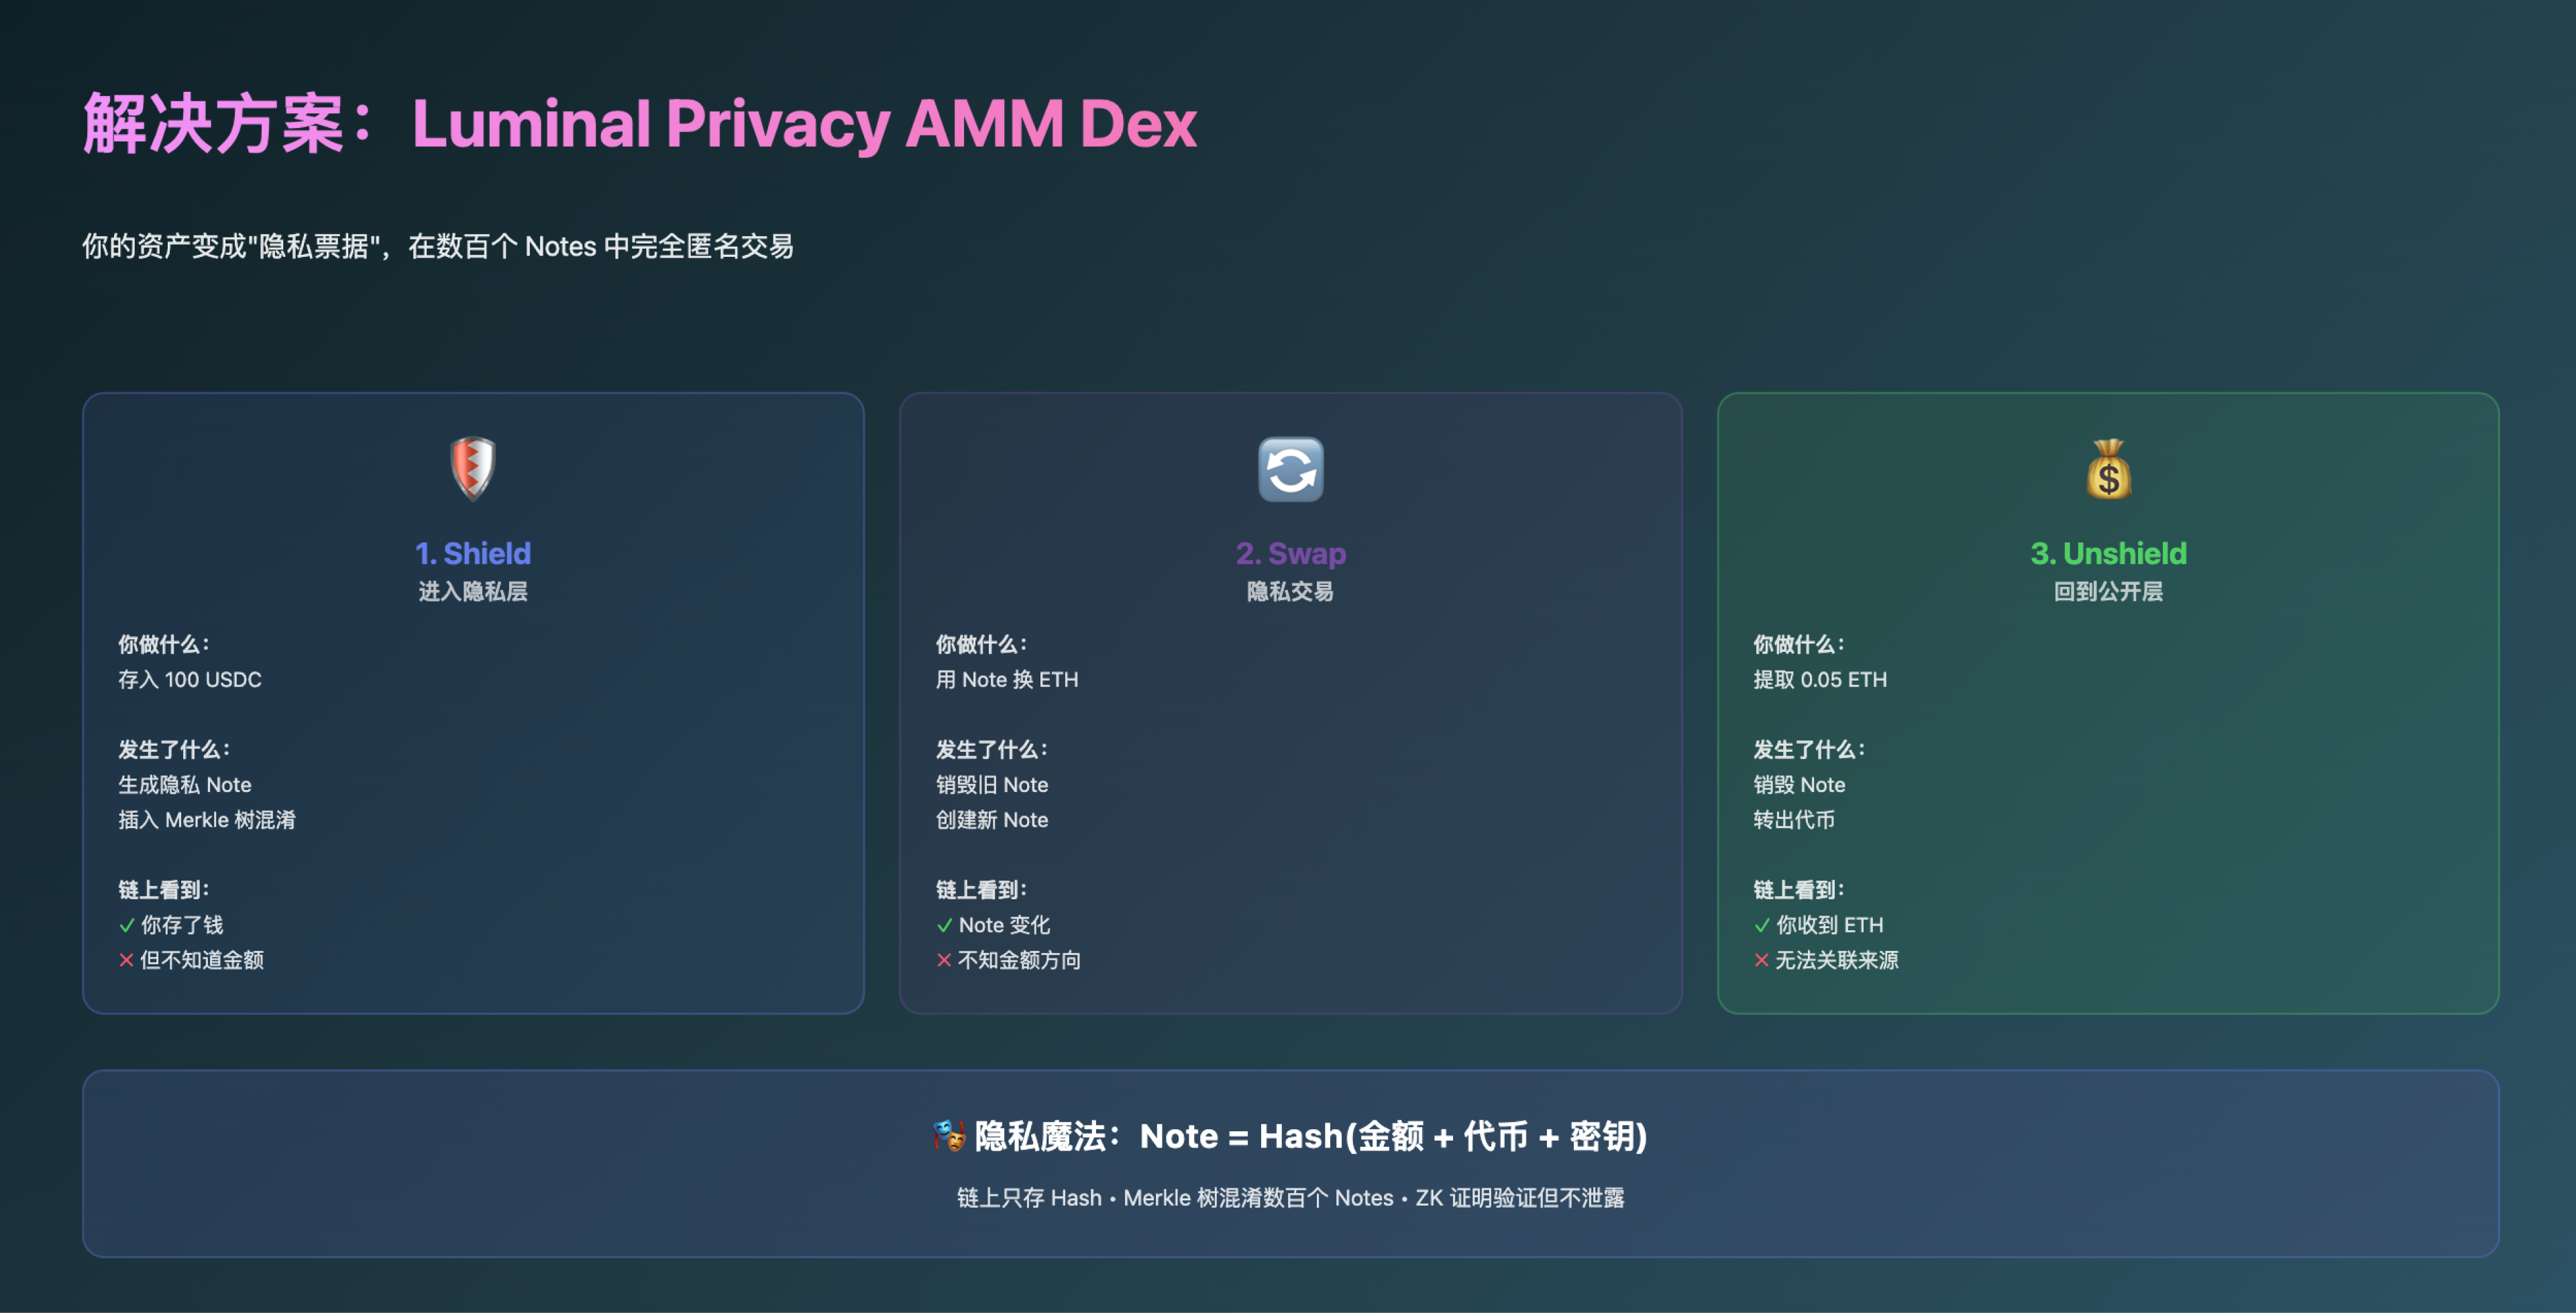 解决方案：Luminal Privacy AMM Dex
你的资产变成"隐私票据"，在数百个 Notes 中完全匿名交易
1. Shield
进入隐私层
你做什么：
存入 100 USDC
发生了什么：
生成隐私 Note
插入 Merkle 树混淆
链上看到：
✓ 你存了钱
✕ 但不知道金额
2. Swap
隐私交易
你做什么：
用 Note 换 ETH
发生了什么：
销毁旧 Note
创建新 Note
链上看到：
✓ Note 变化
✕ 不知金额方向
3. Unshield
回到公开层
你做什么：
提取 0.05 ETH
发生了什么：
销毁 Note
转出代币
链上看到：
✓ 你收到 ETH
✕ 无法关联来源
🎭 隐私魔法：Note = Hash(金额 + 代币 + 密钥)
链上只存 Hash • Merkle 树混淆数百个 Notes • ZK 证明验证但不泄露